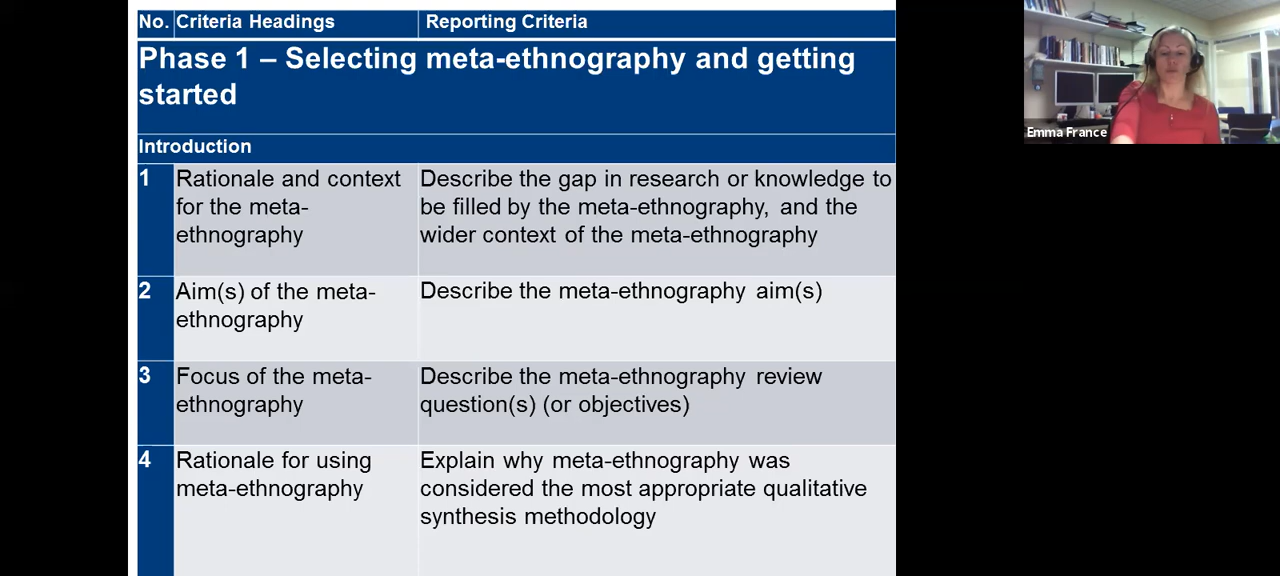 No. Criteria Headings Reporting Criteria
Phase 1 – Selecting meta-ethnography and getting
started
Introduction
1 Rationale and context Describe the gap in research or knowledge to
for the meta- be filled by the meta-ethnography, and the
ethnography wider context of the meta-ethnography
2 Aim(s) of the meta- Describe the meta-ethnography aim(s)
ethnography
3 Focus of the meta- Describe the meta-ethnography review
ethnography question(s) (or objectives)
4 Rationale for using Explain why meta-ethnography was
meta-ethnography considered the most appropriate qualitative
synthesis methodology
Emma France